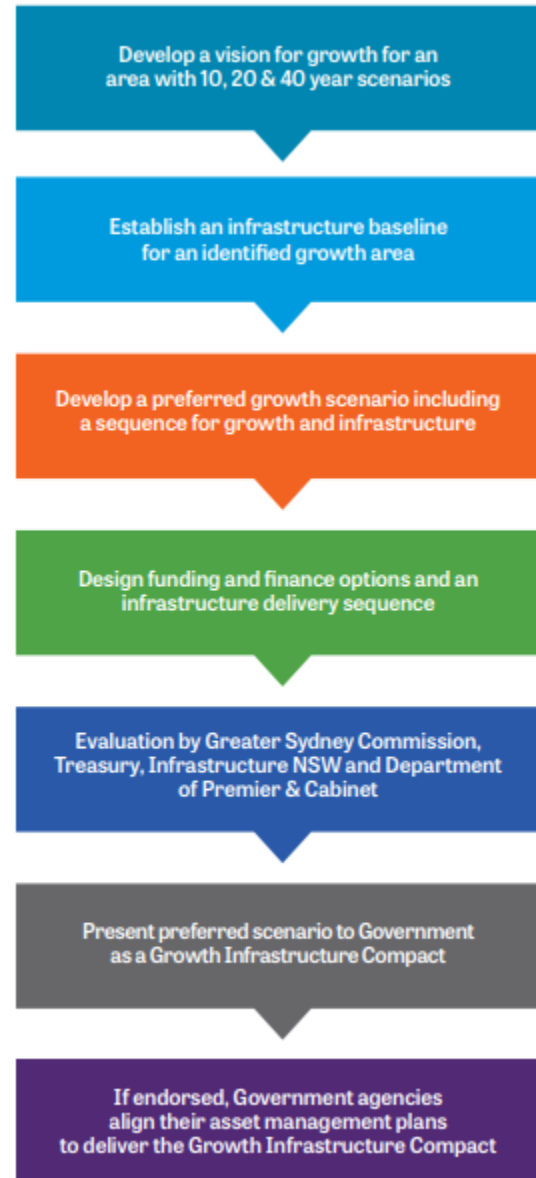 Develop a vision for growth for an
area with 10, 20 & 40 year scenarios
Establish an infrastructure baseline
for an identified growth area
Develop a preferred growth scenario including
a sequence for growth and infrastructure
Design funding and finance options and an
infrastructure delivery sequence
Evaluation by Greater Sydney Commission,
Treasury, Infrastructure NSW and Department
of Premier & Cabinet
Present preferred scenario to Government
as a Growth Infrastructure Compact
If endorsed, Government agencies
align their asset management plans
to deliver the Growth Infrastructure Compact